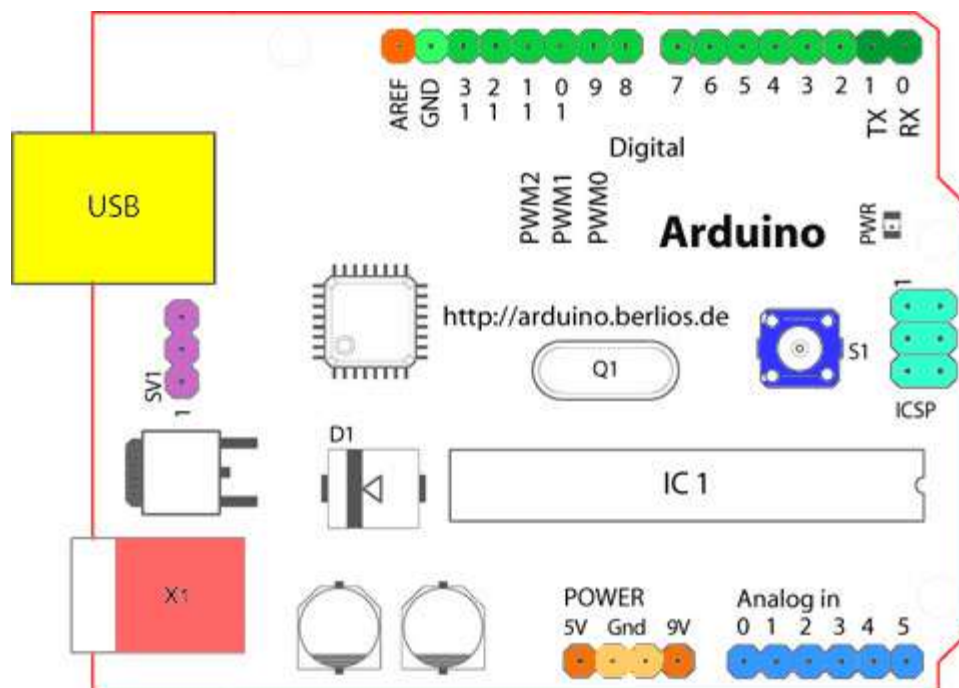 AREF GND 13 12 11 10 9 8 7 6 5 4 3 2 1 0
TX RX
Digital
USB
PWM2 PWM1 PWM0
Arduino
PWR
1
http://arduino.berlios.de
Q1
S1
SV1
1
ICSP
D1
IC 1
X1
POWER
5V Gnd 9V
Analog in
0 1 2 3 4 5